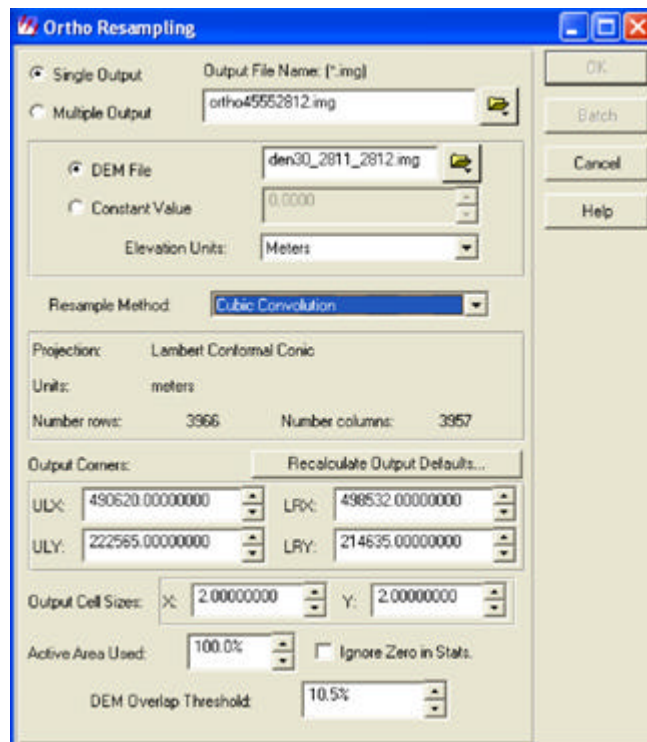 Ortho Resampling
Single Output
Output File Name: (*.img)
OK
Multiple Output
ortho45552812.img
Batch
DEM File
den30_2811_2812.img
Cancel
Constant Value
0.0000
Help
Elevation Units:
Meters
Resample Method:
Cubic Convolution
Projection: Lambert Conformal Conic
Units: meters
Number rows: 3966 Number columns: 3957
Output Corners:
Recalculate Output Defaults...
ULX: 490620.00000000 LRX: 498532.00000000
ULY: 222565.00000000 LRY: 214635.00000000
Output Cell Sizes: X: 2.00000000 Y: 2.00000000
Active Area Used: 100.0% Ignore Zero in Stats.
DEM Overlap Threshold: 10.5%